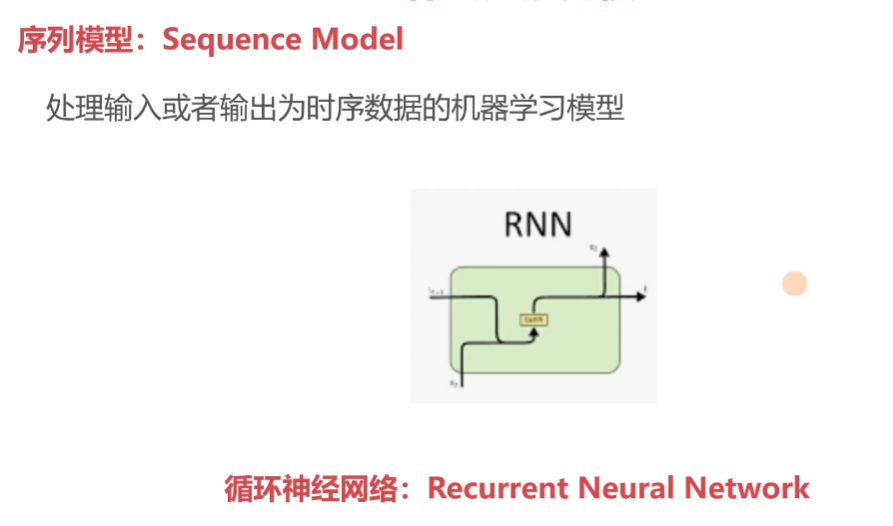 序列模型：Sequence Model
处理输入或者输出为时序数据的机器学习模型
RNN
循环神经网络：Recurrent Neural Network